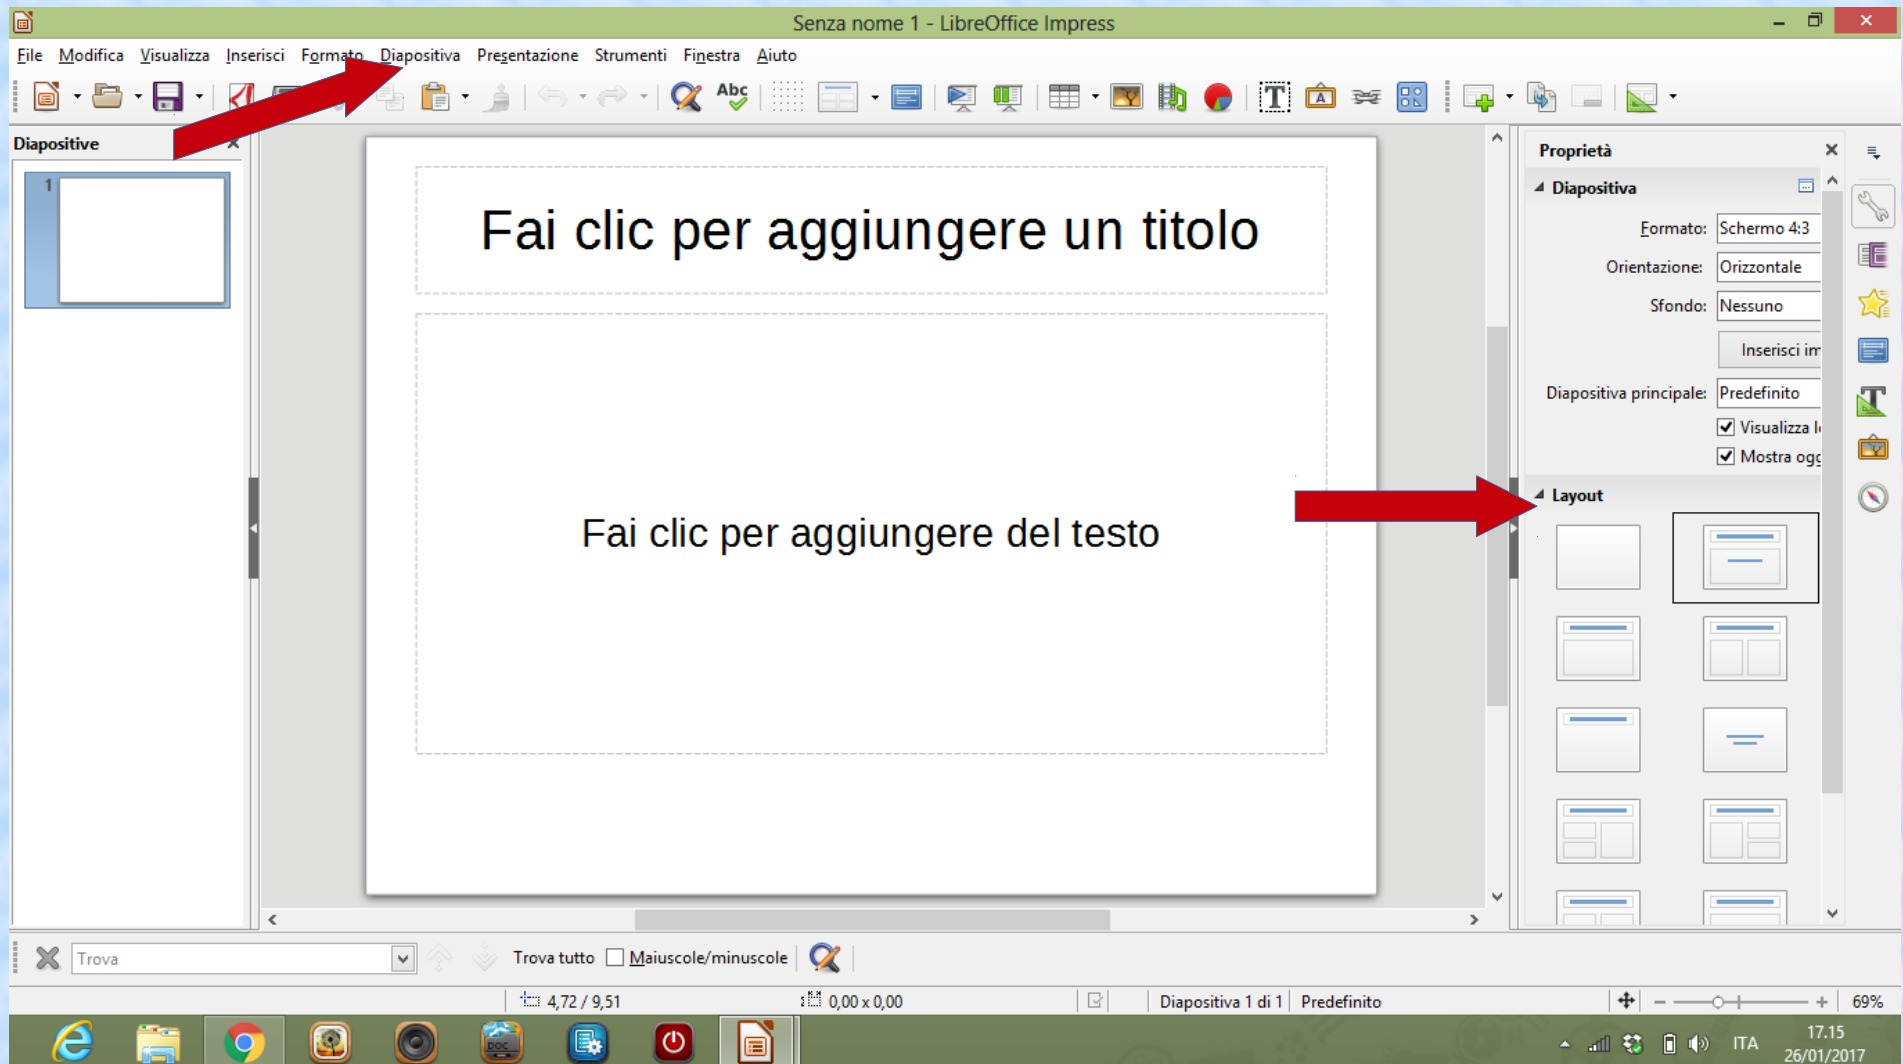 Senza nome 1 - LibreOffice Impress
File Modifica Visualizza Inserisci Formato Diapositiva Presentazione Strumenti Finestra Aiuto
Abc
T
A
Diapositive
1
Fai clic per aggiungere un titolo
Fai clic per aggiungere del testo
Proprietà
Diapositiva
Formato: Schermo 4:3
Orientazione: Orizzontale
Sfondo: Nessuno
Inserisci im
Diapositiva principale: Predefinito
Visualizza l
Mostra ogg
Layout
Trova
Trova tutto Maiuscole/minuscole
4,72 / 9,51 0,00 x 0,00 Diapositiva 1 di 1 Predefinito 69%
DOC
ITA
17.15
26/01/2017